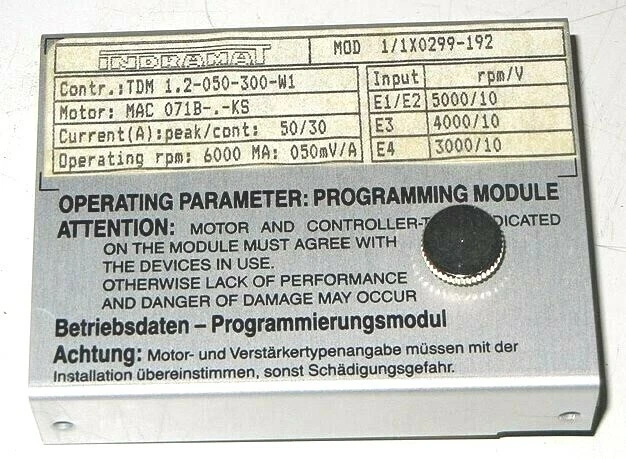 INDRAMAT
MOD 1/1X0299-192
Contr.:TDM 1.2-050-300-W1
Motor: MAC 071B-.-KS
Current(A):peak/cont: 50/30
Operating rpm: 6000 MA: 050mV/A
Input rpm/V
E1/E2 5000/10
E3 4000/10
E4 3000/10
OPERATING PARAMETER: PROGRAMMING MODULE
ATTENTION: MOTOR AND CONTROLLER-
ON THE MODULE MUST AGREE WITH
THE DEVICES IN USE.
OTHERWISE LACK OF PERFORMANCE
AND DANGER OF DAMAGE MAY OCCUR
Betriebsdaten – Programmierungsmodul
Achtung: Motor- und Verstärkertypenangabe müssen mit der
Installation übereinstimmen, sonst Schädigungsgefahr.